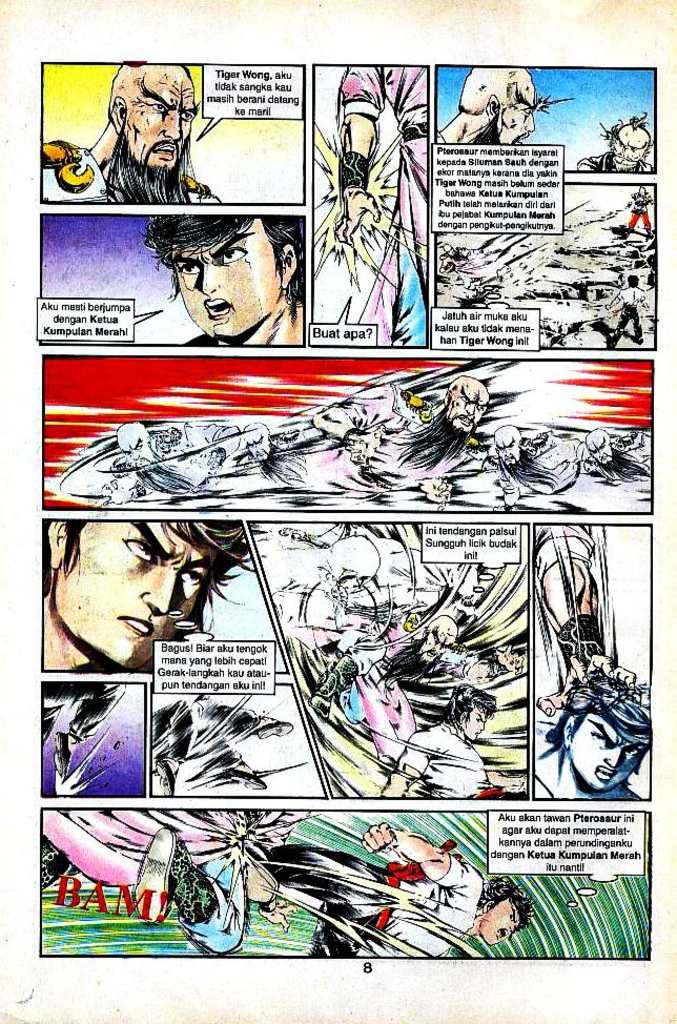 Tiger Wong, aku
tidak sangka kau
masih berani datang
ke mari!
Aku mesti berjumpa
dengan Ketua
Kumpulan Merah!
Buat apa?
Pterosaur memberikan isyarat
kepada Siluman Sauh dengan
ekor matanya kerana dia yakin
Tiger Wong masih belum sedar
bahawa Ketua Kumpulan
Putih telah melarikan diri dari
ibu pejabat Kumpulan Merah
dengan pengikut-pengikutnya.
Jatuh air muka aku
kalau aku tidak mena-
han Tiger Wong ini!
Bagus! Biar aku tengok
mana yang lebih cepat!
Gerak-langkah kau atau-
pun tendangan aku ini!
Ini tendangan palsu!
Sungguh licik budak
ini!
Aku akan tawan Pterosaur ini
agar aku dapat memperalat-
kannya dalam perundinganku
dengan Ketua Kumpulan Merah
itu nanti!
BAM!
8